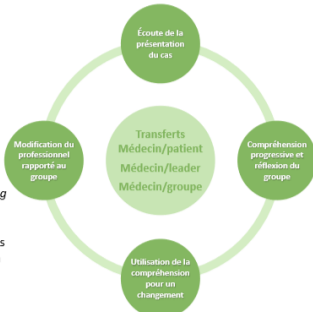 Écoute de la
présentation
du cas
Modification du
professionnel
rapporté au
groupe
Transferts
Médecin/patient
Médecin/leader
Médecin/groupe
Compréhension
progressive et
réflexion du
groupe
g
s
Utilisation de la
compréhension
pour un
changement